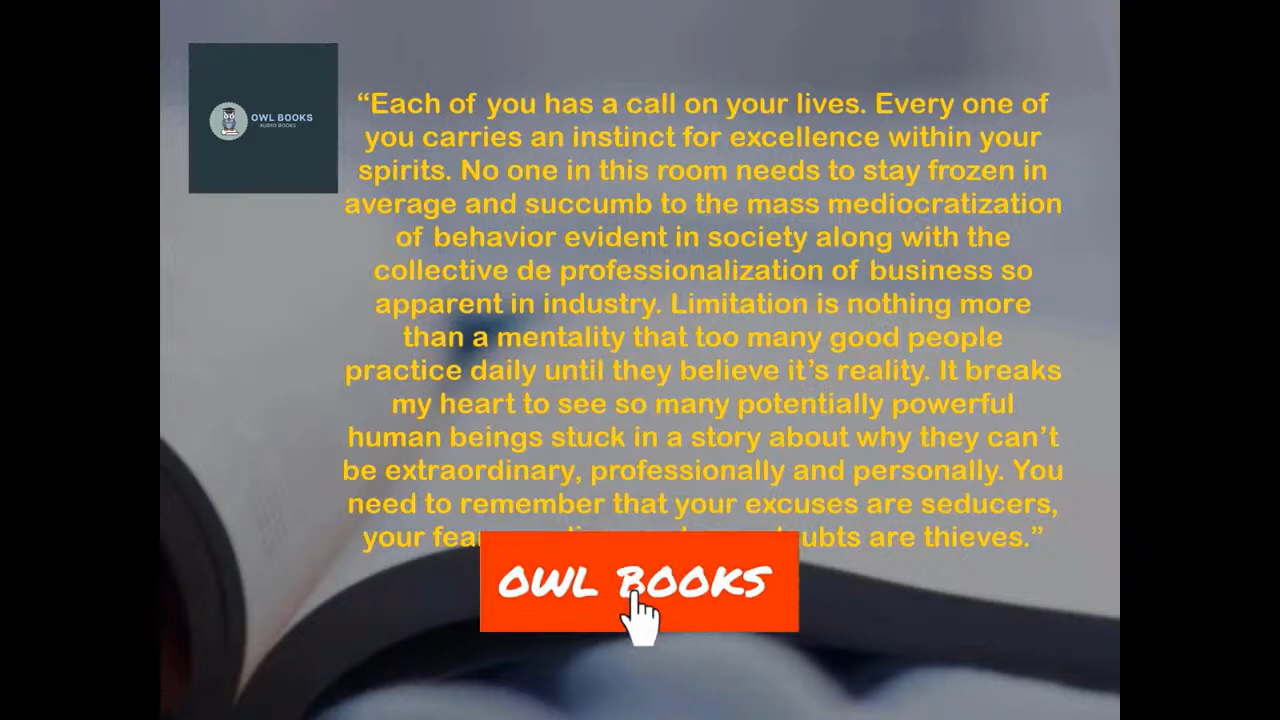 OWL BOOKS
AUDIO BOOKS
“Each of you has a call on your lives. Every one of
you carries an instinct for excellence within your
spirits. No one in this room needs to stay frozen in
average and succumb to the mass mediocratization
of behavior evident in society along with the
collective de professionalization of business so
apparent in industry. Limitation is nothing more
than a mentality that too many good people
practice daily until they believe it’s reality. It breaks
my heart to see so many potentially powerful
human beings stuck in a story about why they can’t
be extraordinary, professionally and personally. You
need to remember that your excuses are seducers,
your are thieves.”
OWL BOOKS